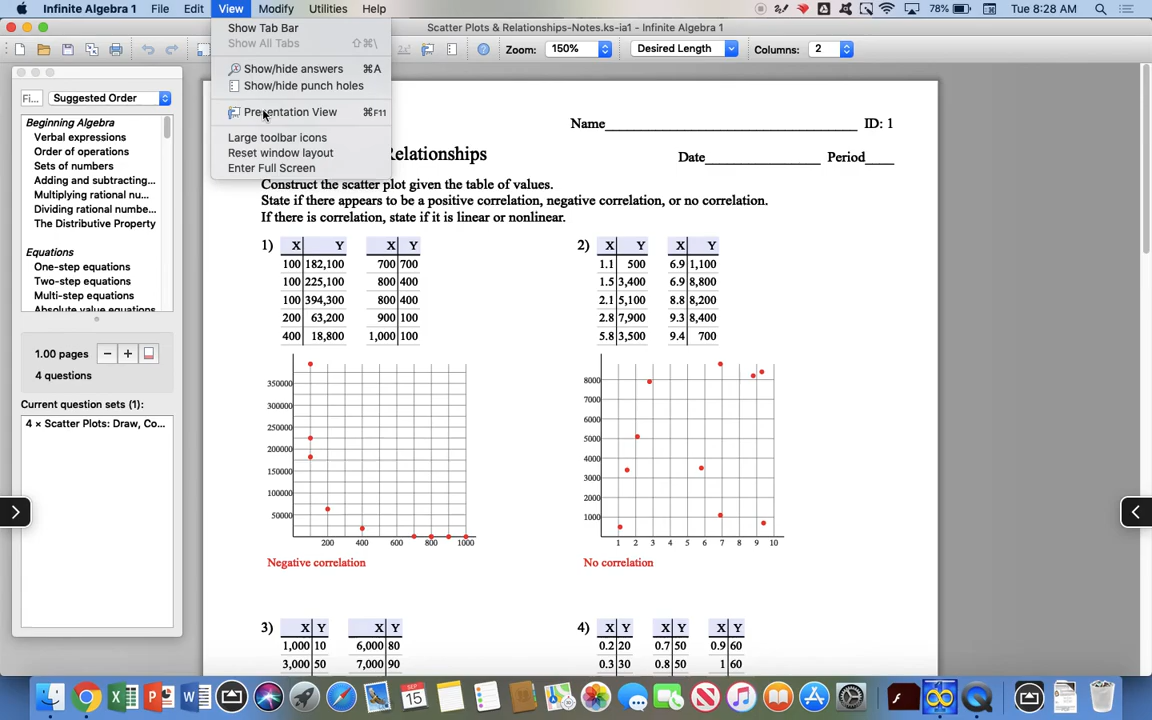 Infinite Algebra 1 File Edit View Modify Utilities Help 78% Tue 8:28 AM
Scatter Plots & Relationships-Notes.ks-ia1 - Infinite Algebra 1
Zoom: 150% Desired Length Columns: 2
Show Tab Bar
Show All Tabs ⇧⌘\
Show/hide answers ⌘A
Show/hide punch holes
Presentation View ⌘F11
Large toolbar icons
Reset window layout
Enter Full Screen
Fi... Suggested Order
Beginning Algebra
Verbal expressions
Order of operations
Sets of numbers
Adding and subtracting...
Multiplying rational nu...
Dividing rational numbe...
The Distributive Property
Equations
One-step equations
Two-step equations
Multi-step equations
Absolute value equations
1.00 pages
4 questions
Current question sets (1):
4 × Scatter Plots: Draw, Co...
Name ID: 1
Relationships Date Period
Construct the scatter plot given the table of values.
State if there appears to be a positive correlation, negative correlation, or no correlation.
If there is correlation, state if it is linear or nonlinear.
1) X Y X Y
100 182,100 700 700
100 225,100 800 400
100 394,300 800 400
200 63,200 900 100
400 18,800 1,000 100
350000
300000
250000
200000
150000
100000
50000
200 400 600 800 1000
Negative correlation
2) X Y X Y
1.1 500 6.9 1,100
1.5 3,400 6.9 8,800
2.1 5,100 8.8 8,200
2.8 7,900 9.3 8,400
5.8 3,500 9.4 700
8000
7000
6000
5000
4000
3000
2000
1000
1 2 3 4 5 6 7 8 9 10
No correlation
3) X Y X Y
1,000 10 6,000 80
3,000 50 7,000 90
4) X Y X Y X Y
0.2 20 0.7 50 0.9 60
0.3 30 0.8 50 1 60
SEP
15